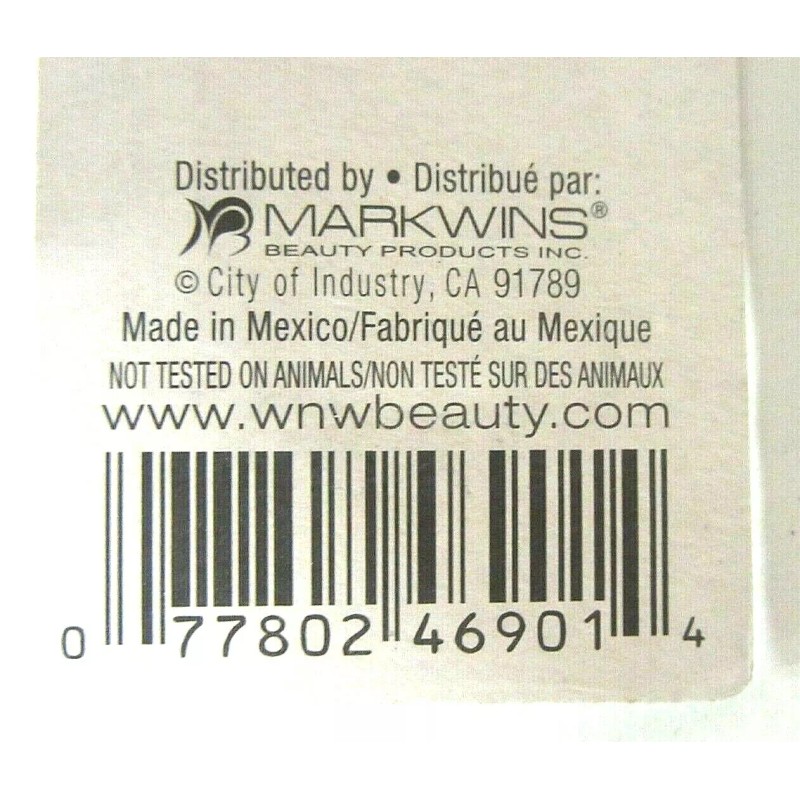 Distributed by • Distribué par:
MARKWINS®
BEAUTY PRODUCTS INC.
© City of Industry, CA 91789
Made in Mexico/Fabriqué au Mexique
NOT TESTED ON ANIMALS/NON TESTÉ SUR DES ANIMAUX
www.wnwbeauty.com
0 77802 46901 4